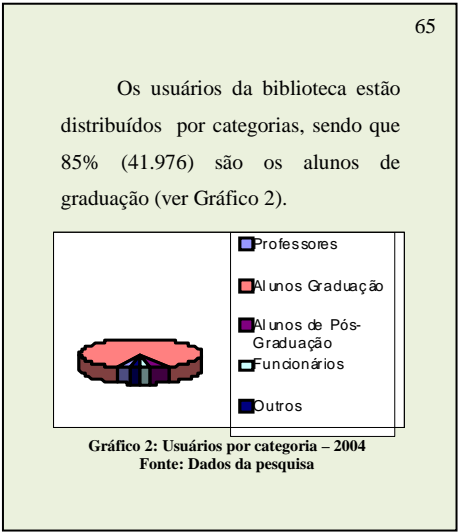 65
Os usuários da biblioteca estão
distribuídos por categorias, sendo que
85% (41.976) são os alunos de
graduação (ver Gráfico 2).
Professores
Alunos Graduação
Alunos de Pós-
Graduação
Funcionários
Outros
Gráfico 2: Usuários por categoria – 2004
Fonte: Dados da pesquisa